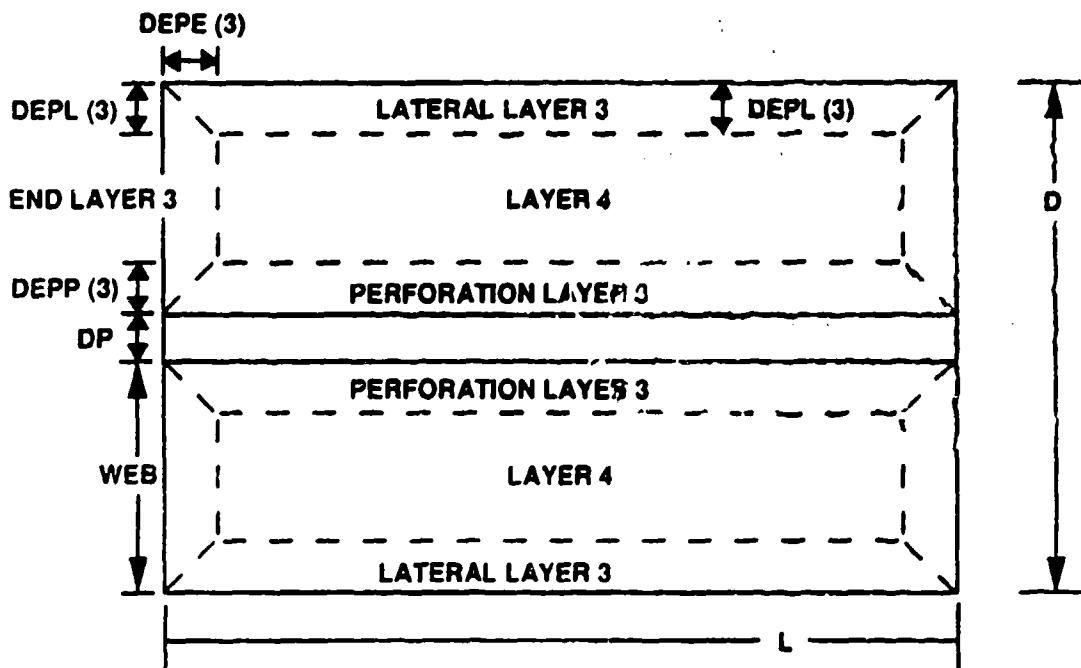 DEPE (3)
DEPL (3)
LATERAL LAYER 3
DEPL (3)
END LAYER 3
LAYER 4
D
DEPP (3)
PERFORATION LAYER 3
DP
PERFORATION LAYER 3
WEB
LAYER 4
LATERAL LAYER 3
L